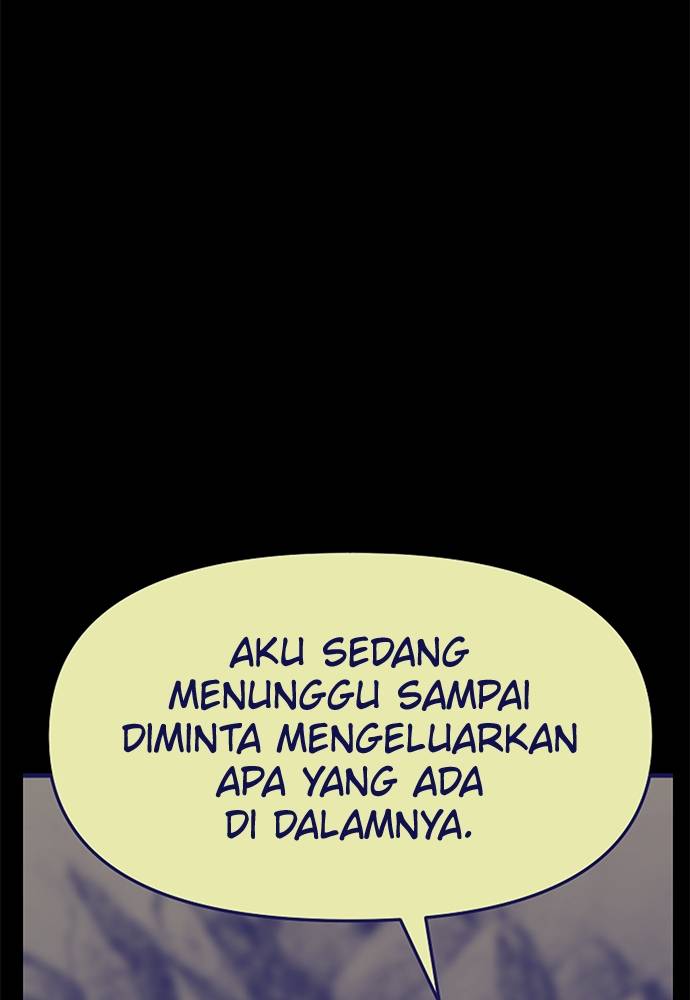 AKU SEDANG
MENUNGGU SAMPAI
DIMINTA MENGELUARKAN
APA YANG ADA
DI DALAMNYA.